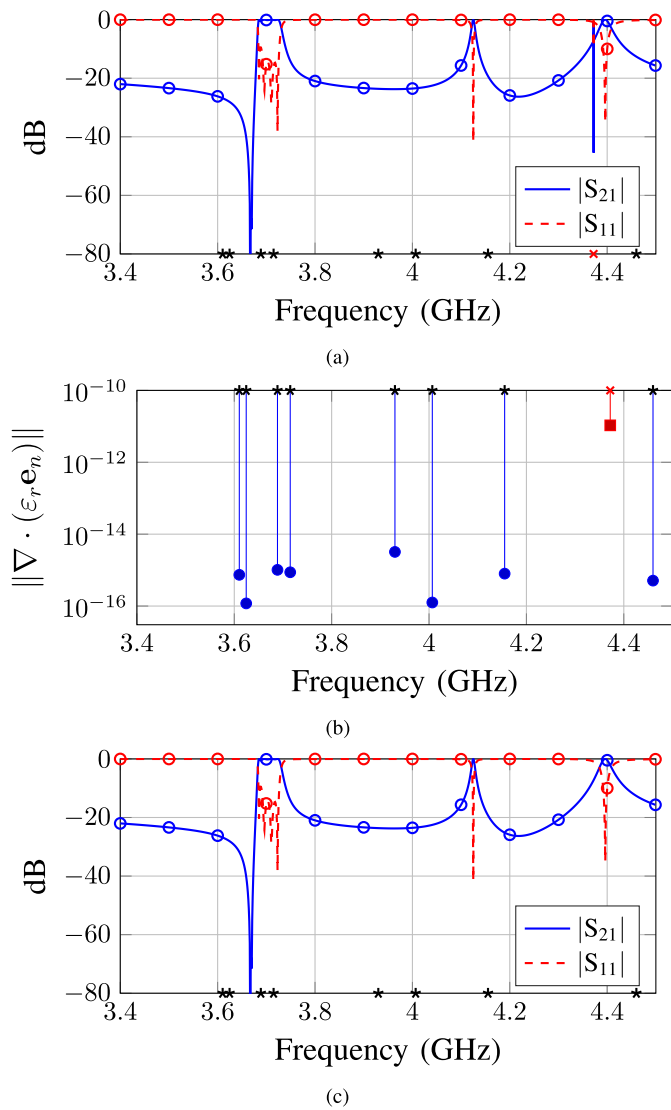 0
−20
−40
−60
−80
dB
|S21|
|S11|
3.4 3.6 3.8 4 4.2 4.4
Frequency (GHz)
(a)
10−10
10−12
10−14
10−16
‖∇ · (εr en)‖
3.4 3.6 3.8 4 4.2 4.4
Frequency (GHz)
(b)
0
−20
−40
−60
−80
dB
|S21|
|S11|
3.4 3.6 3.8 4 4.2 4.4
Frequency (GHz)
(c)